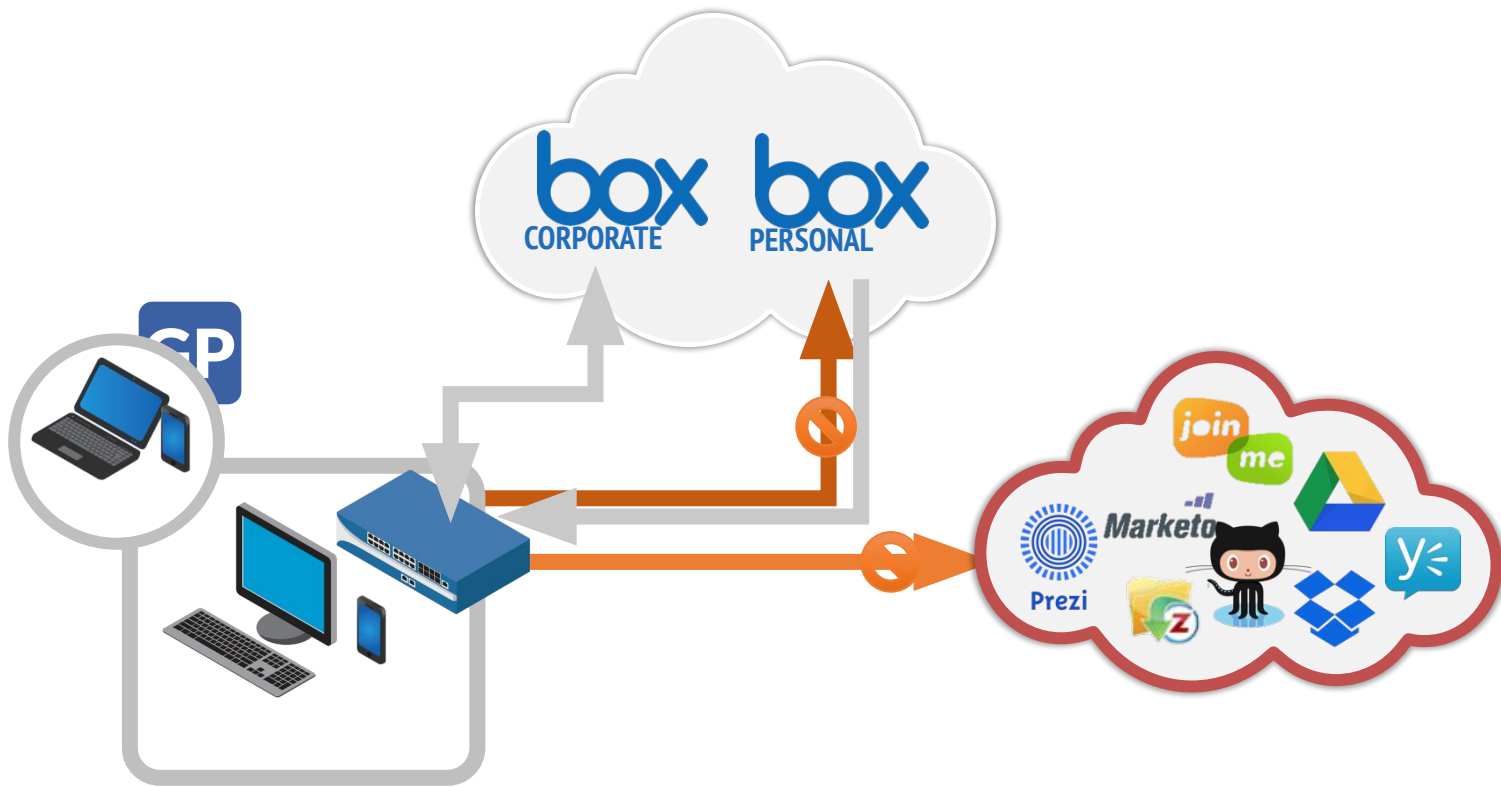 box box
CORPORATE PERSONAL
GP
join
me
Marketo
Prezi
Z
y